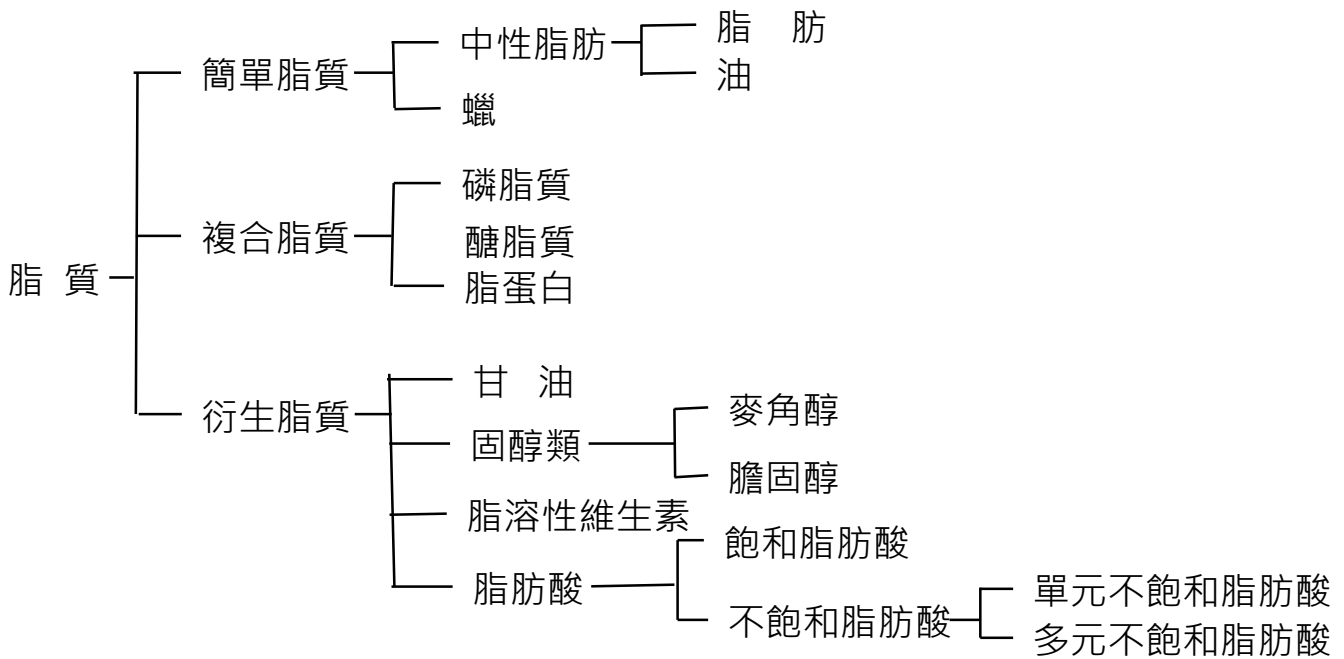 脂質
簡單脂質
中性脂肪
脂肪
油
蠟
複合脂質
磷脂質
醣脂質
脂蛋白
衍生脂質
甘油
固醇類
麥角醇
膽固醇
脂溶性維生素
脂肪酸
飽和脂肪酸
不飽和脂肪酸
單元不飽和脂肪酸
多元不飽和脂肪酸